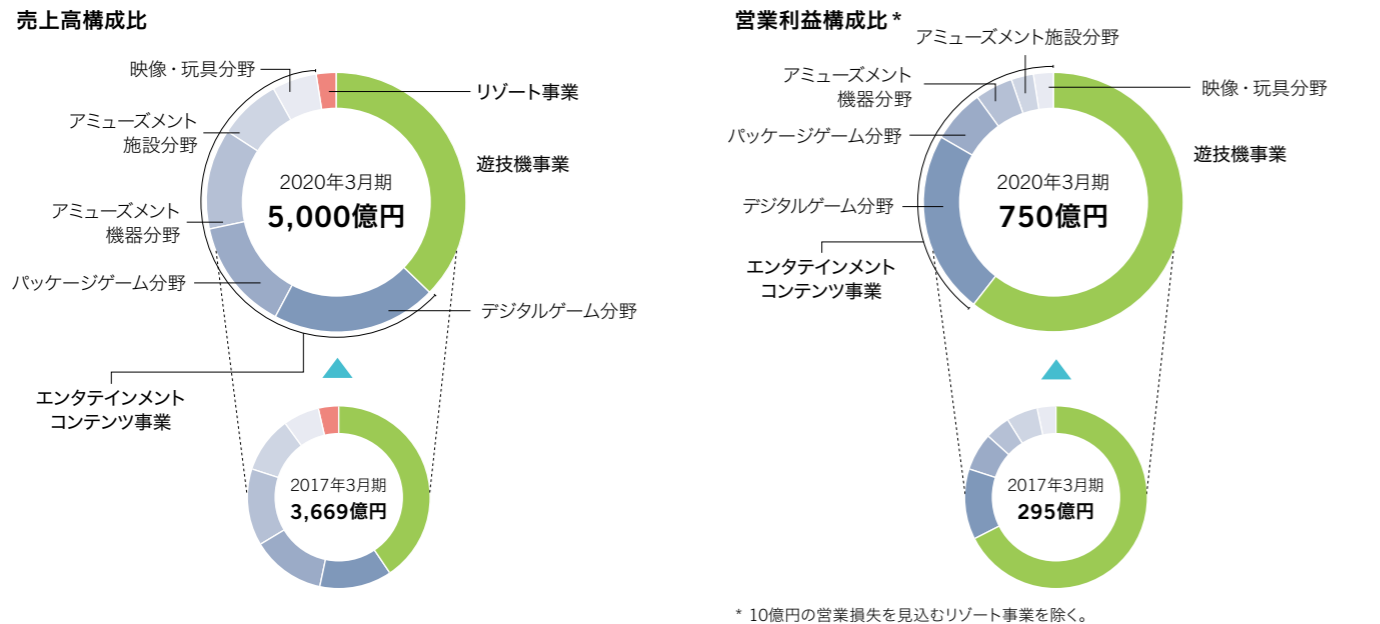 売上高構成比
映像・玩具分野
リゾート事業
アミューズメント
施設分野
遊技機事業
2020年3月期
5,000億円
アミューズメント
機器分野
パッケージゲーム分野
デジタルゲーム分野
エンタテインメント
コンテンツ事業
2017年3月期
3,669億円
営業利益構成比*
アミューズメント施設分野
アミューズメント
機器分野
映像・玩具分野
パッケージゲーム分野
遊技機事業
2020年3月期
750億円
デジタルゲーム分野
エンタテインメント
コンテンツ事業
2017年3月期
295億円
* 10億円の営業損失を見込むリゾート事業を除く。